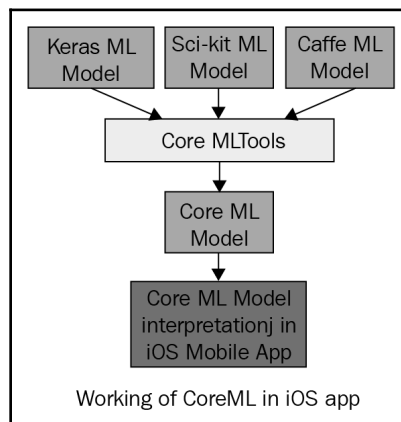 Keras ML
Model
Sci-kit ML
Model
Caffe ML
Model
Core MLTools
Core ML
Model
Core ML Model
interpretationj in
iOS Mobile App
Working of CoreML in iOS app